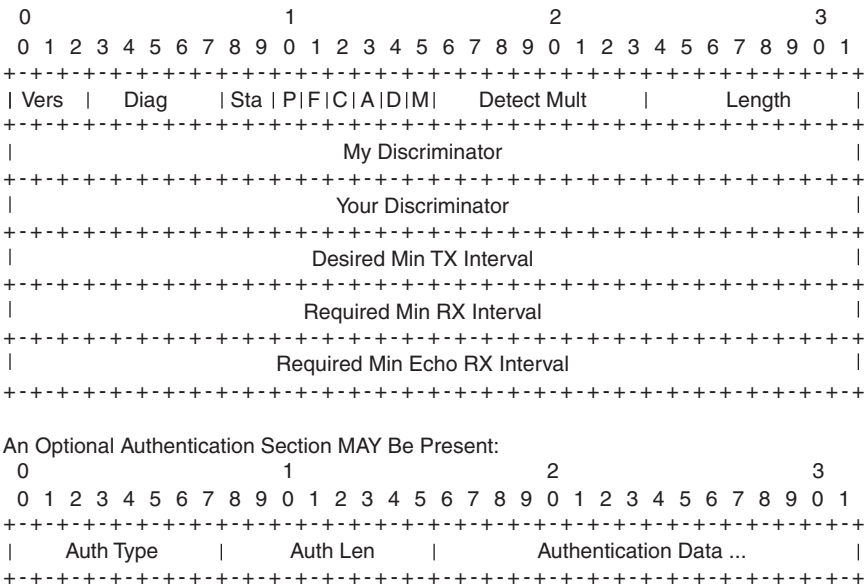 0 1 2 3
0 1 2 3 4 5 6 7 8 9 0 1 2 3 4 5 6 7 8 9 0 1 2 3 4 5 6 7 8 9 0 1
+-+-+-+-+-+-+-+-+-+-+-+-+-+-+-+-+-+-+-+-+-+-+-+-+-+-+-+-+-+-+-+-+
| Vers | Diag | Sta | P|F|C|A|D|M| Detect Mult | Length |
+-+-+-+-+-+-+-+-+-+-+-+-+-+-+-+-+-+-+-+-+-+-+-+-+-+-+-+-+-+-+-+-+
| My Discriminator |
+-+-+-+-+-+-+-+-+-+-+-+-+-+-+-+-+-+-+-+-+-+-+-+-+-+-+-+-+-+-+-+-+
| Your Discriminator |
+-+-+-+-+-+-+-+-+-+-+-+-+-+-+-+-+-+-+-+-+-+-+-+-+-+-+-+-+-+-+-+-+
| Desired Min TX Interval |
+-+-+-+-+-+-+-+-+-+-+-+-+-+-+-+-+-+-+-+-+-+-+-+-+-+-+-+-+-+-+-+-+
| Required Min RX Interval |
+-+-+-+-+-+-+-+-+-+-+-+-+-+-+-+-+-+-+-+-+-+-+-+-+-+-+-+-+-+-+-+-+
| Required Min Echo RX Interval |
+-+-+-+-+-+-+-+-+-+-+-+-+-+-+-+-+-+-+-+-+-+-+-+-+-+-+-+-+-+-+-+-+
An Optional Authentication Section MAY Be Present:
0 1 2 3
0 1 2 3 4 5 6 7 8 9 0 1 2 3 4 5 6 7 8 9 0 1 2 3 4 5 6 7 8 9 0 1
+-+-+-+-+-+-+-+-+-+-+-+-+-+-+-+-+-+-+-+-+-+-+-+-+-+-+-+-+-+-+-+-+
| Auth Type | Auth Len | Authentication Data ... |
+-+-+-+-+-+-+-+-+-+-+-+-+-+-+-+-+-+-+-+-+-+-+-+-+-+-+-+-+-+-+-+-+